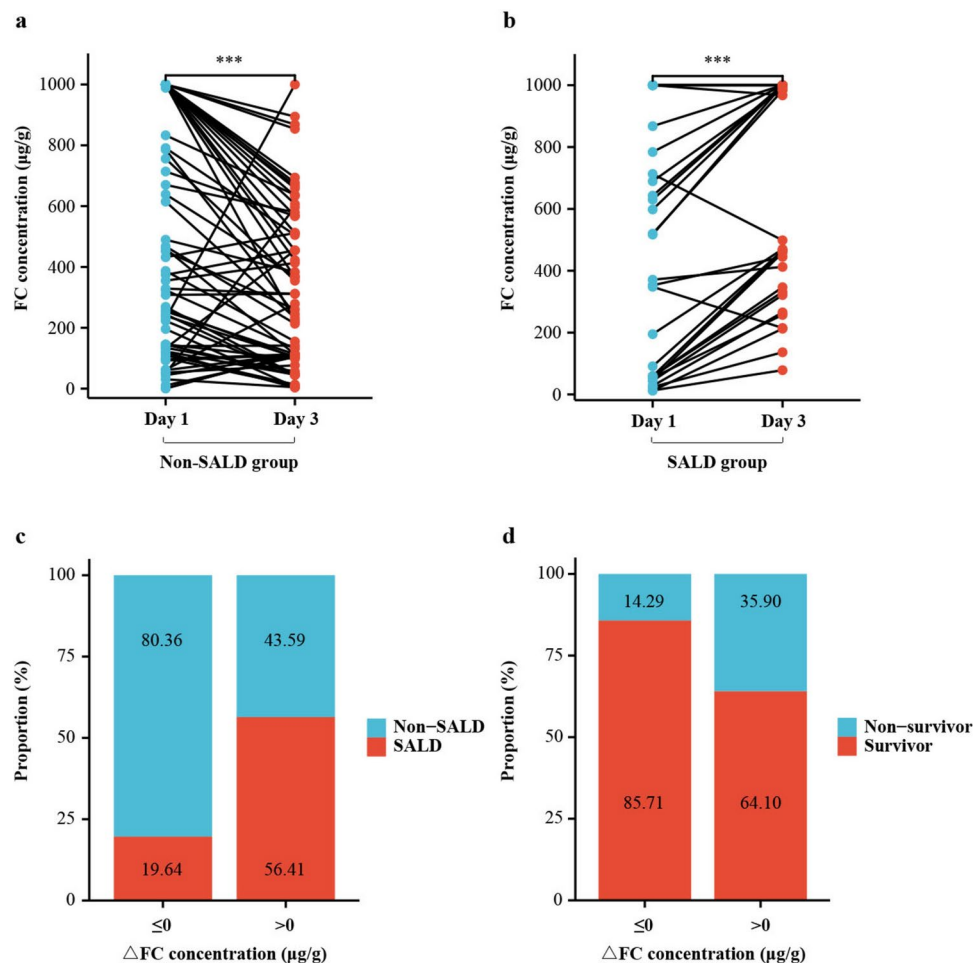 a
***
FC concentration (µg/g)
1000
800
600
400
200
0
Day 1 Day 3
Non-SALD group
b
***
FC concentration (µg/g)
1000
800
600
400
200
0
Day 1 Day 3
SALD group
c
Proportion (%)
100
75
50
25
0
80.36 43.59
19.64 56.41
Non−SALD
SALD
≤0 >0
△FC concentration (µg/g)
d
Proportion (%)
100
75
50
25
0
14.29 35.90
85.71 64.10
Non−survivor
Survivor
≤0 >0
△FC concentration (µg/g)